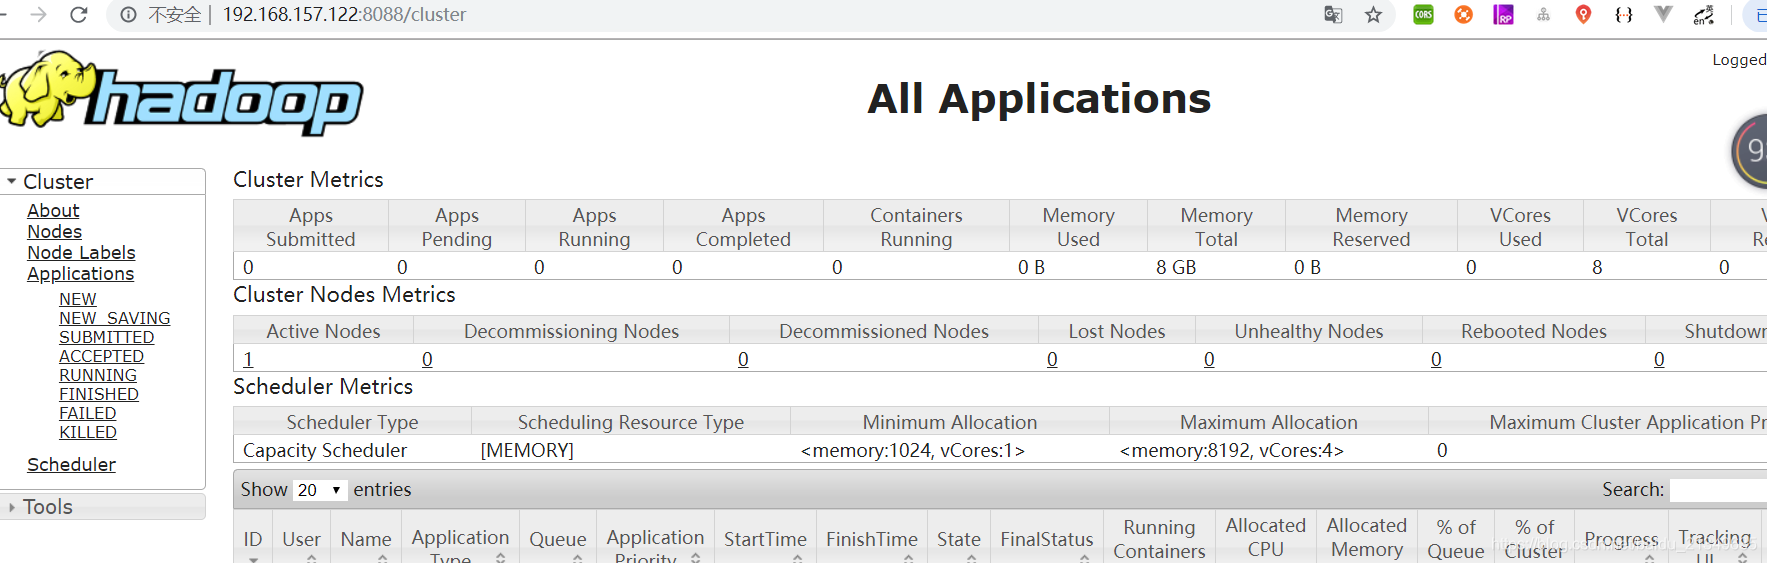 不安全 | 192.168.157.122:8088/cluster
CORS
RP
英
en
hadoop
Logged
All Applications
Cluster
About
Nodes
Node Labels
Applications
NEW
NEW_SAVING
SUBMITTED
ACCEPTED
RUNNING
FINISHED
FAILED
KILLED
Scheduler
Tools
Cluster Metrics
Apps Submitted Apps Pending Apps Running Apps Completed Containers Running Memory Used Memory Total Memory Reserved VCores Used VCores Total
0 0 0 0 0 0 B 8 GB 0 B 0 8 0
Cluster Nodes Metrics
Active Nodes Decommissioning Nodes Decommissioned Nodes Lost Nodes Unhealthy Nodes Rebooted Nodes Shutdown
1 0 0 0 0 0 0
Scheduler Metrics
Scheduler Type Scheduling Resource Type Minimum Allocation Maximum Allocation Maximum Cluster Application
Capacity Scheduler [MEMORY] <memory:1024, vCores:1> <memory:8192, vCores:4> 0
Show 20 entries Search:
ID User Name Application Type Queue Application Priority StartTime FinishTime State FinalStatus Running Containers Allocated CPU Allocated Memory % of Queue % of Cluster Progress Tracking UI